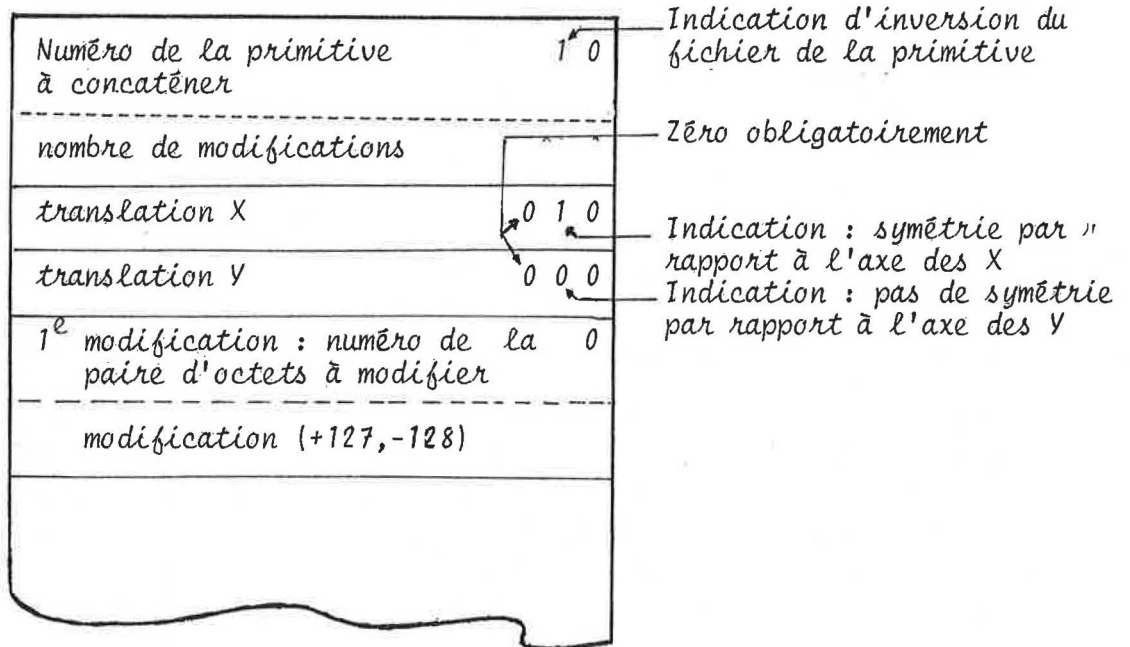 Numéro de la primitive 1 0
à concaténer
nombre de modifications
translation X 0 1 0
translation Y 0 0 0
1e modification : numéro de la 0
paire d'octets à modifier
modification (+127,-128)
Indication d'inversion du
fichier de la primitive
Zéro obligatoirement
Indication : symétrie par
rapport à l'axe des X
Indication : pas de symétrie
par rapport à l'axe des Y